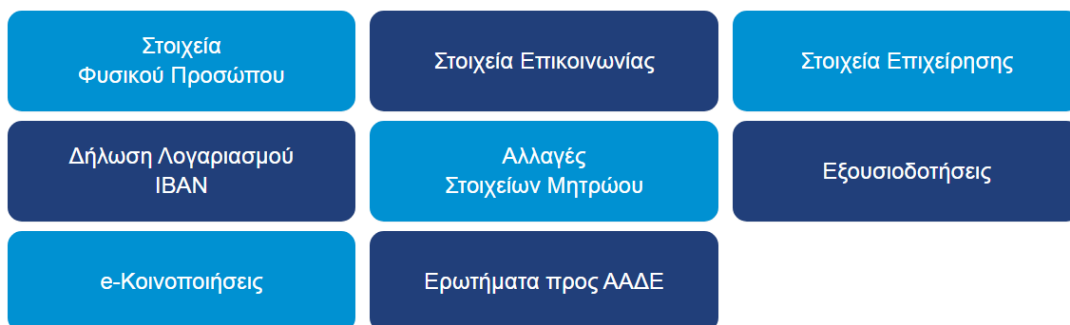 Στοιχεία
Φυσικού Προσώπου
Στοιχεία Επικοινωνίας
Στοιχεία Επιχείρησης
Δήλωση Λογαριασμού
IBAN
Αλλαγές
Στοιχείων Μητρώου
Εξουσιοδοτήσεις
e-Κοινοποιήσεις
Ερωτήματα προς ΑΑΔΕ